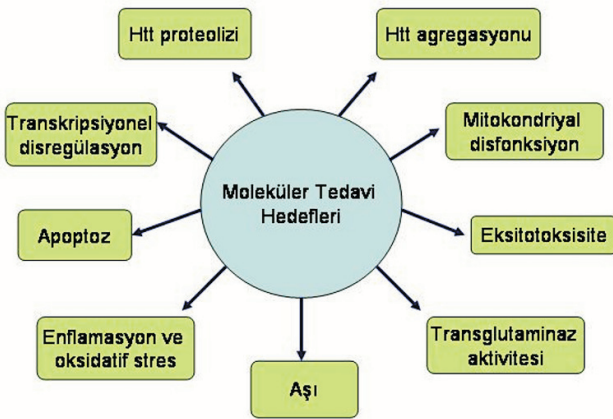 Htt proteolizi
Htt agregasyonu
Transkripsiyonel
disregülasyon
Mitokondriyal
disfonksiyon
Moleküler Tedavi
Hedefleri
Apoptoz
Eksitotoksisite
Enflamasyon ve
oksidatif stres
Transglutaminaz
aktivitesi
Aşı